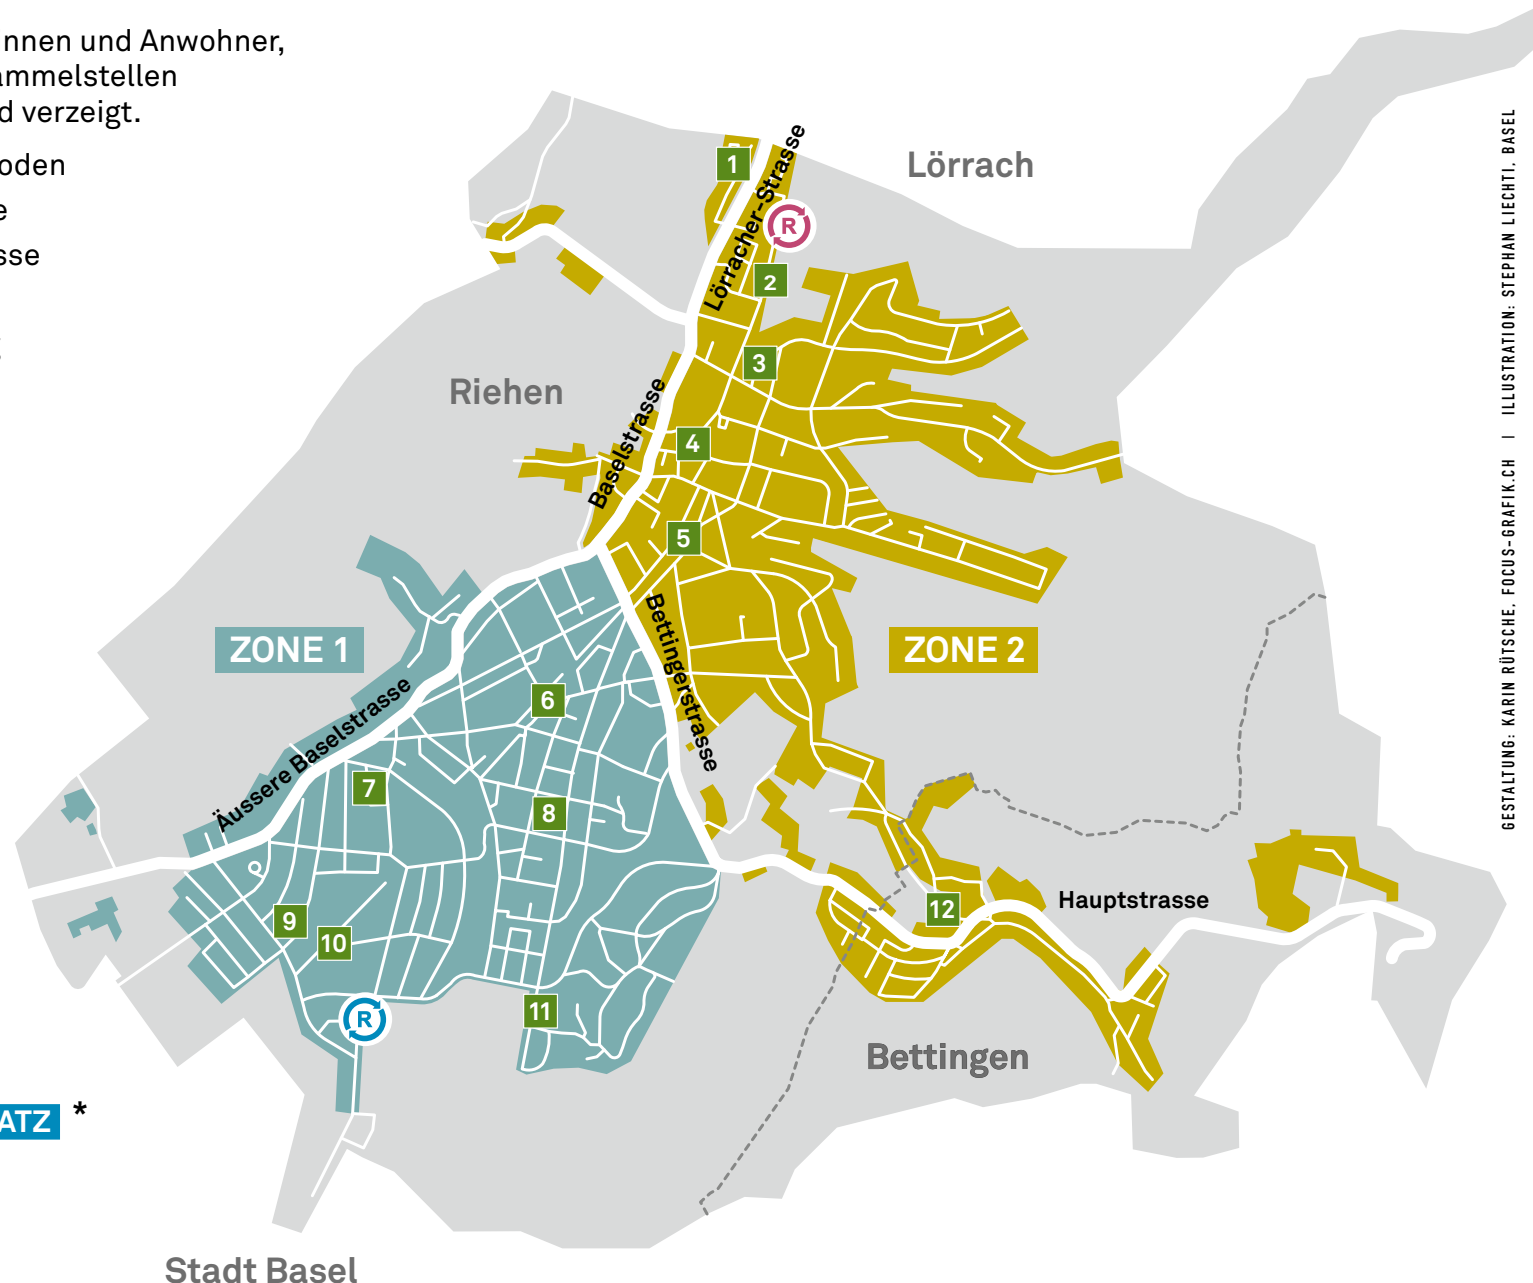 nnen und Anwohner,
ammelstellen
d verzeigt.
oden
e
sse
Lörrach
Riehen
1
R
2
3
4
5
Lörracher-Strasse
Baselstrasse
ZONE 1
ZONE 2
Bettingerstrasse
Äussere Baselstrasse
6
7
8
9
10
11
12
R
Hauptstrasse
Bettingen
ATZ *
Stadt Basel
GESTALTUNG: KARIN RÜTSCHE, FOCUS-GRAFIK.CH | ILLUSTRATION: STEPHAN LIECHTI, BASEL